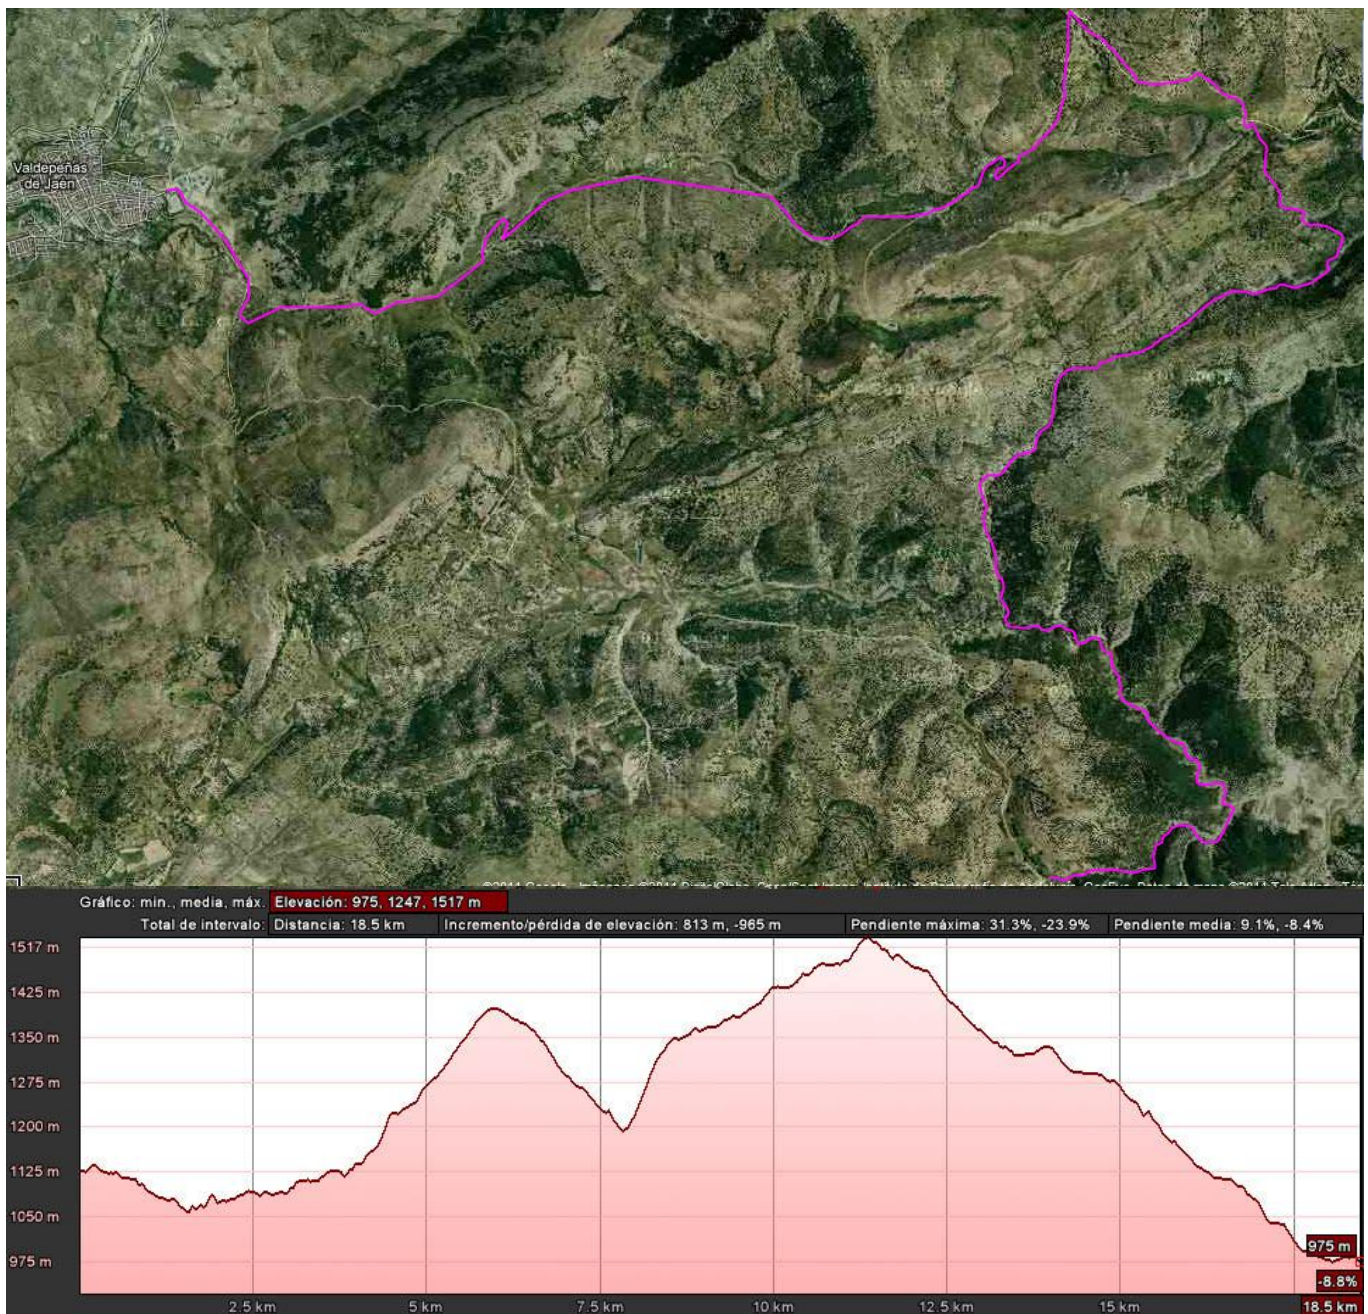 Valdepeñas
de Jaén
Gráfico: min., media, máx. Elevación: 975, 1247, 1517 m
Total de intervalo: Distancia: 18.5 km Incremento/pérdida de elevación: 813 m, -965 m Pendiente máxima: 31.3%, -23.9% Pendiente media: 9.1%, -8.4%
1517 m
1425 m
1350 m
1275 m
1200 m
1125 m
1050 m
975 m
975 m
-8.8%
2.5 km 5 km 7.5 km 10 km 12.5 km 15 km 18.5 km